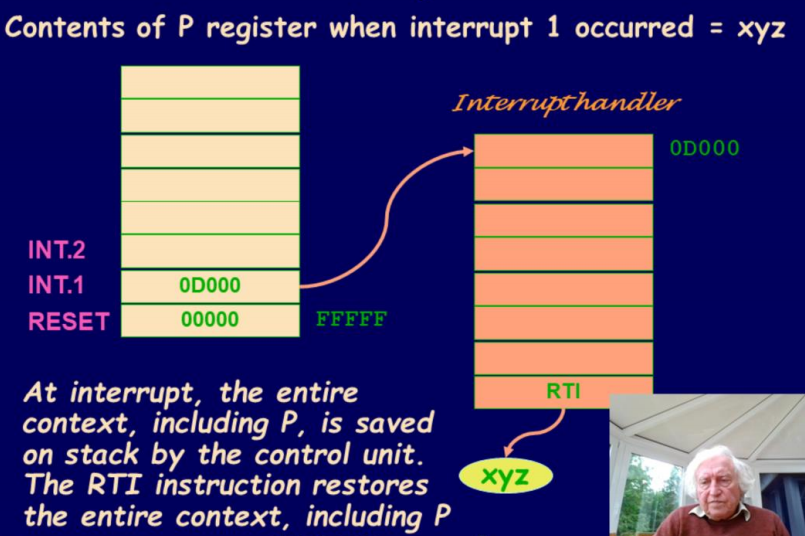 Contents of P register when interrupt 1 occurred = xyz
Interrupt handler
0D000
INT.2
INT.1 0D000
RESET 00000 FFFFF
At interrupt, the entire
context, including P, is saved
on stack by the control unit.
The RTI instruction restores
the entire context, including P
RTI
xyz